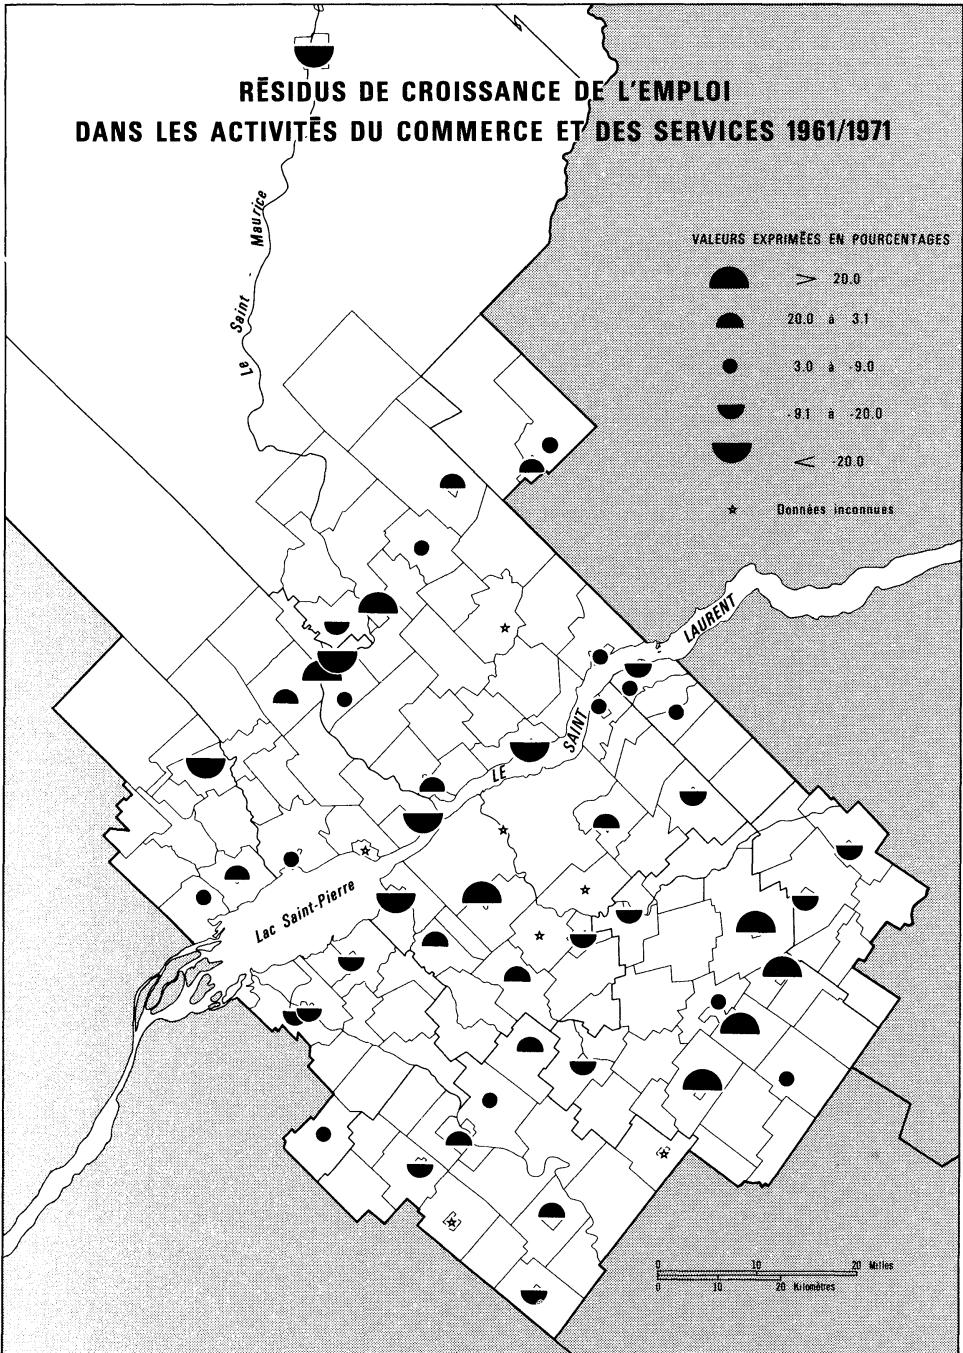 RÉSIDUS DE CROISSANCE DE L'EMPLOI
DANS LES ACTIVITÉS DU COMMERCE ET DES SERVICES 1961/1971
Le Saint - Maurice
VALEURS EXPRIMÉES EN POURCENTAGES
> 20.0
20.0 à 3.1
3.0 à -9.0
-9.1 à -20.0
< -20.0
Données inconnues
LE SAINT LAURENT
Lac Saint-Pierre
0 10 20 Milles
0 10 20 Kilomètres